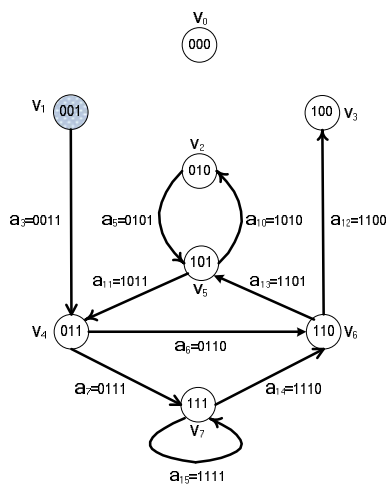 V₀
000
V₁ 001
100 V₃
V₂
010
a₃=0011
a₅=0101
a₁₀=1010
a₁₂=1100
101
V₅
a₁₁=1011
a₁₃=1101
V₄ 011
110 V₆
a₆=0110
a₇=0111
a₁₄=1110
111
V₇
a₁₅=1111